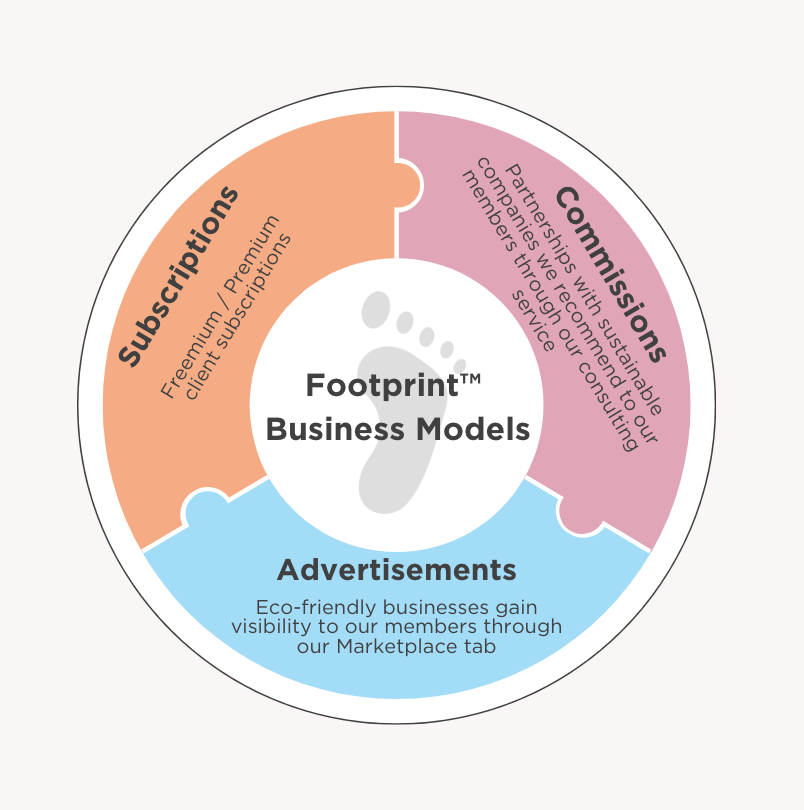 Subscriptions
Freemium / Premium
client subscriptions
Commissions
Partnerships with sustainable
companies we recommend to our
members through our consulting
service
Footprint™
Business Models
Advertisements
Eco-friendly businesses gain
visibility to our members through
our Marketplace tab